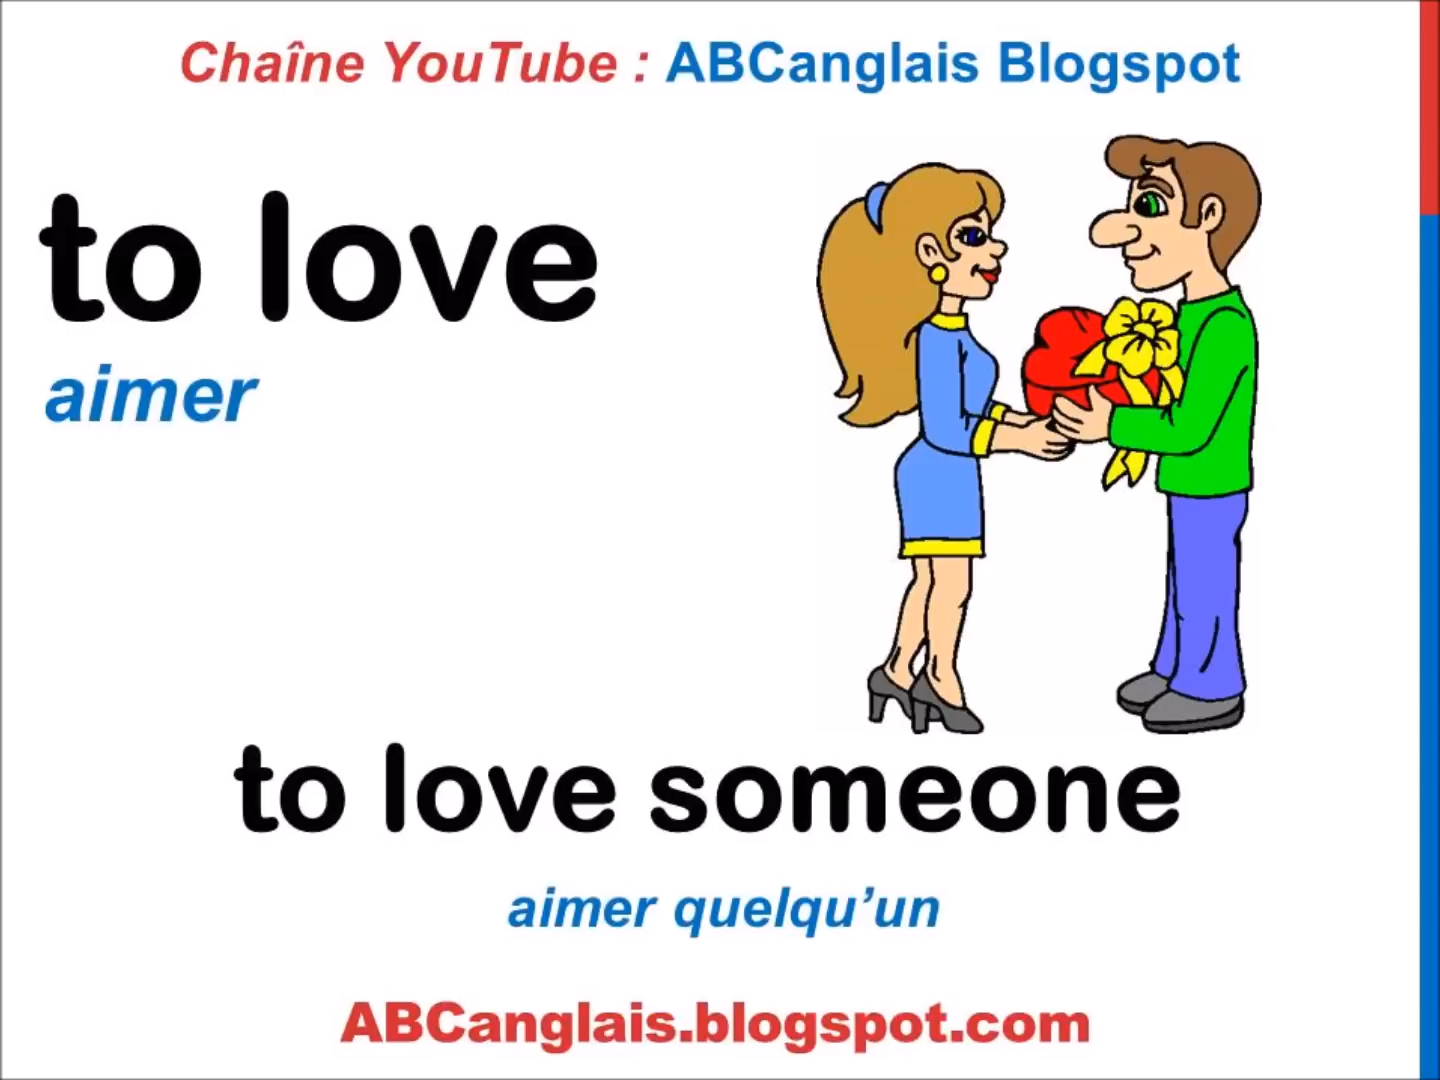 Chaîne YouTube : ABCanglais Blogspot
to love
aimer
to love someone
aimer quelqu’un
ABCanglais.blogspot.com